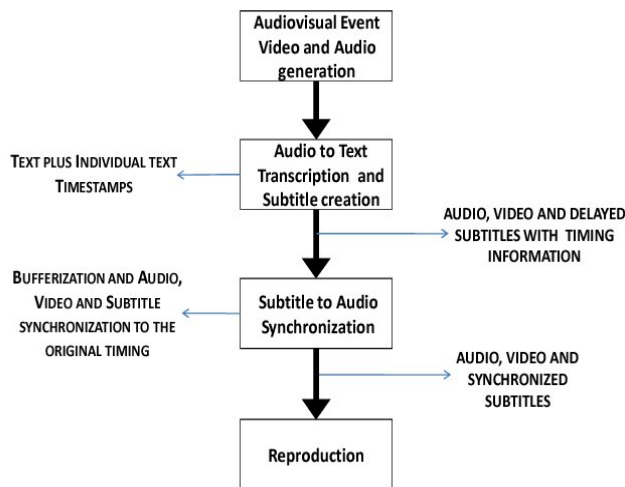 Audiovisual Event
Video and Audio
generation
Audio to Text
Transcription and
Subtitle creation
TEXT PLUS INDIVIDUAL TEXT
TIMESTAMPS
AUDIO, VIDEO AND DELAYED
SUBTITLES WITH TIMING
INFORMATION
BUFFERIZATION AND AUDIO,
VIDEO AND SUBTITLE
SYNCHRONIZATION TO THE
ORIGINAL TIMING
Subtitle to Audio
Synchronization
AUDIO, VIDEO AND
SYNCHRONIZED
SUBTITLES
Reproduction